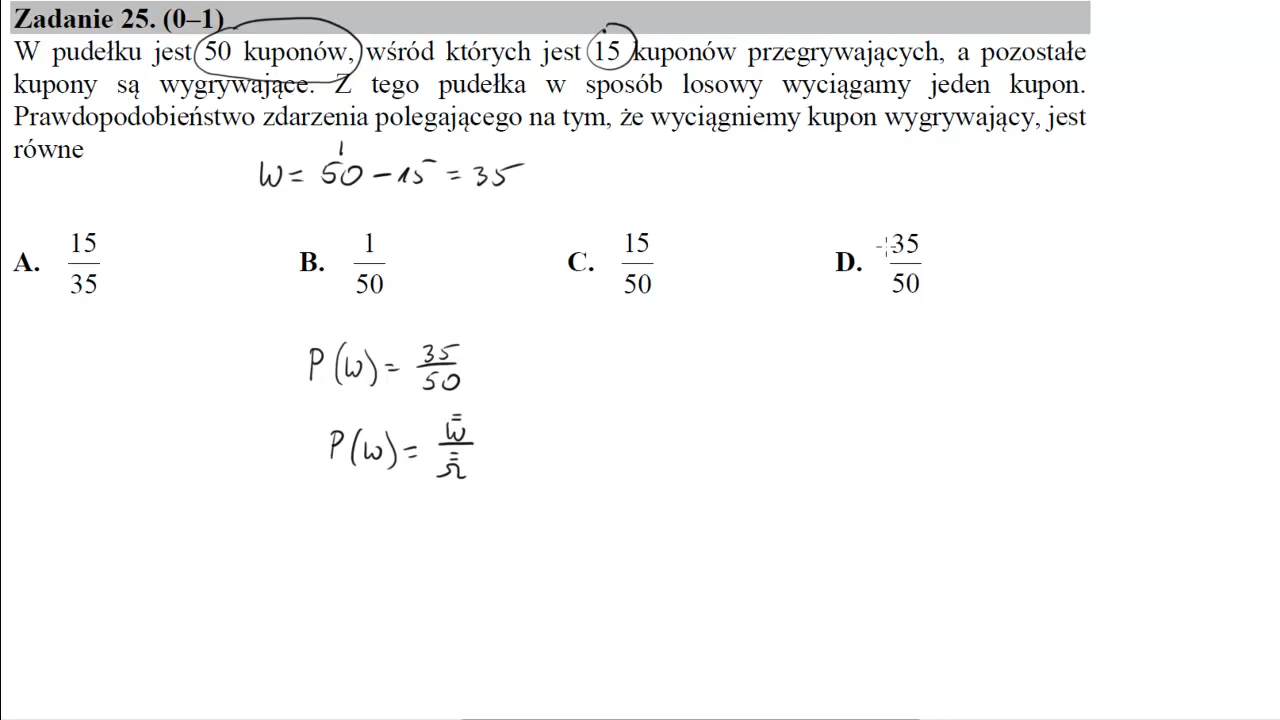 Zadanie 25. (0–1)
W pudełku jest 50 kuponów, wśród których jest 15 kuponów przegrywających, a pozostałe
kupony są wygrywające. Z tego pudełka w sposób losowy wyciągamy jeden kupon.
Prawdopodobieństwo zdarzenia polegającego na tym, że wyciągniemy kupon wygrywający, jest
równe
W = 50 - 15 = 35
A. 15/35 B. 1/50 C. 15/50 D. 35/50
P(W) = 35/50
P(W) = W̿/Ω̿